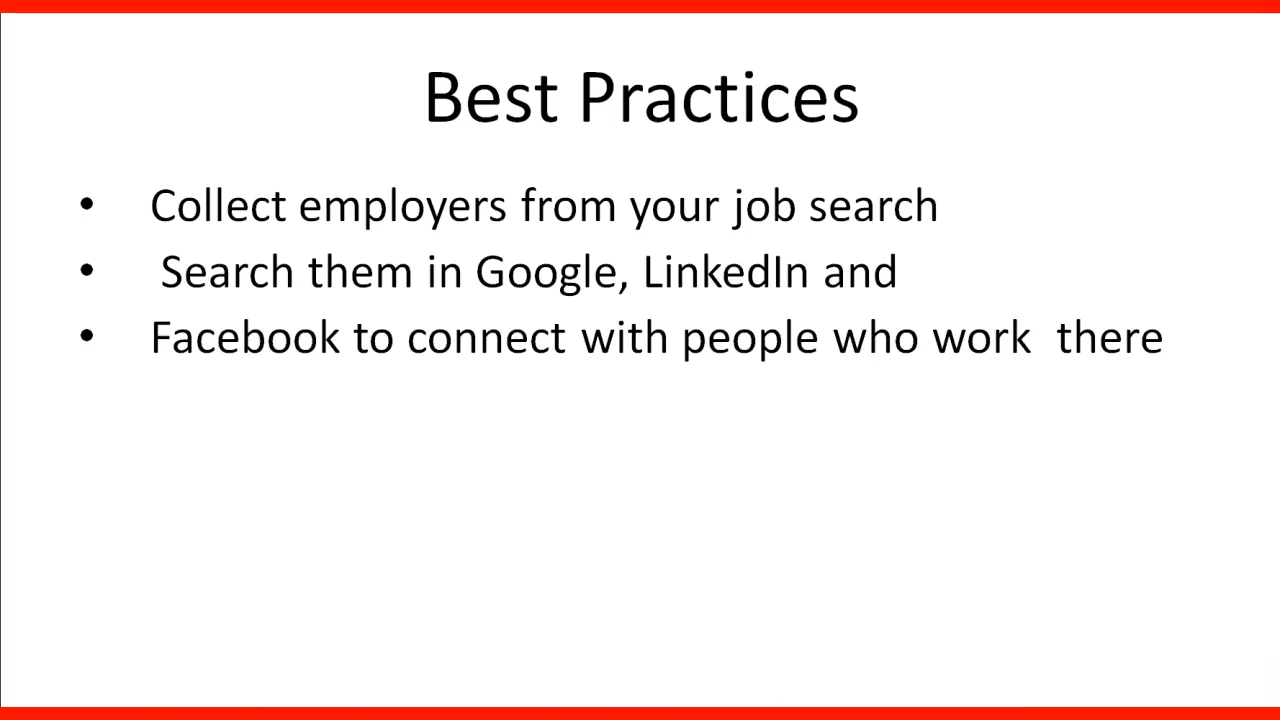 Best Practices
• Collect employers from your job search
• Search them in Google, LinkedIn and
• Facebook to connect with people who work there